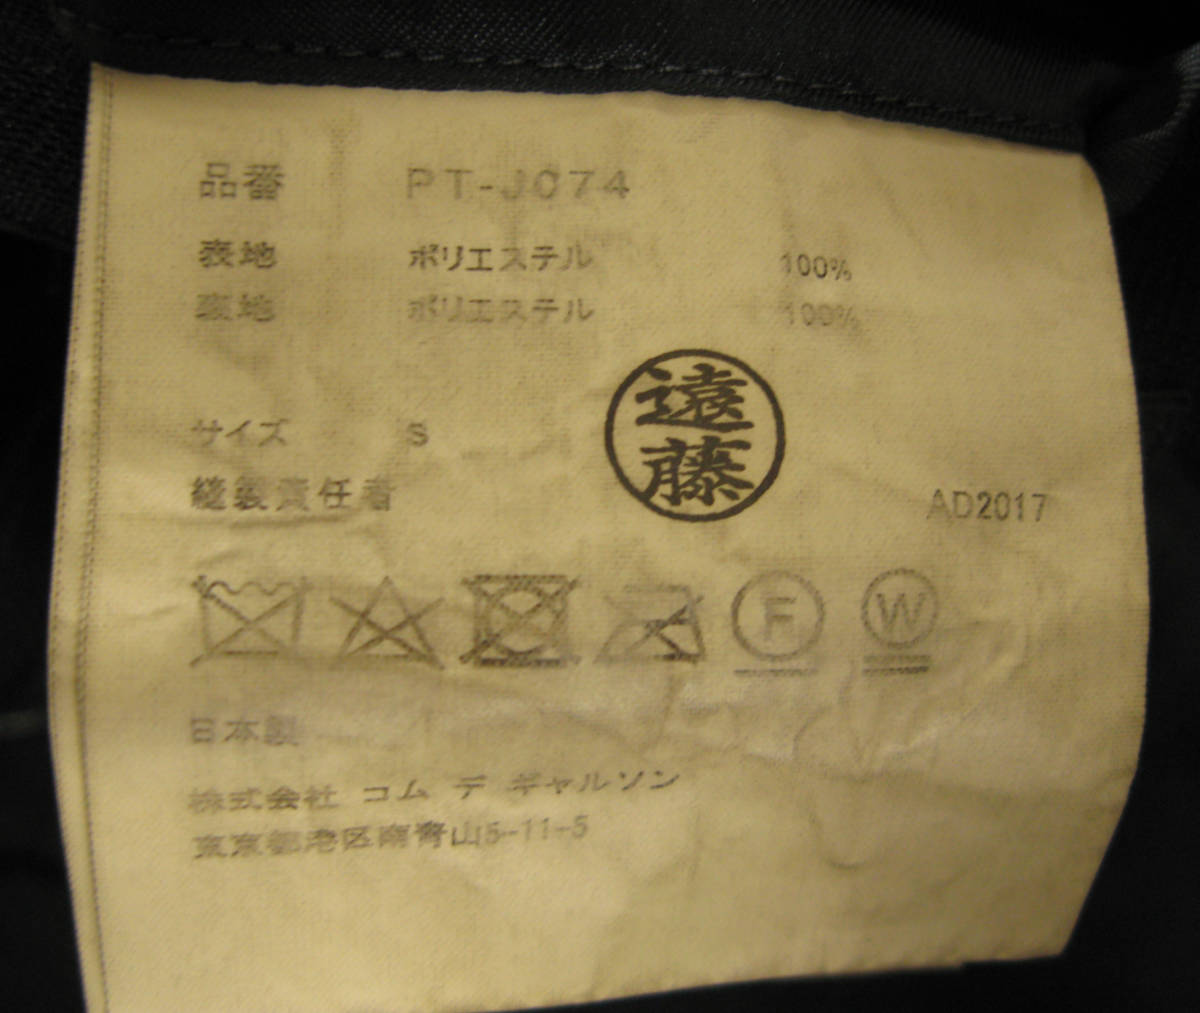 品番 PT-J074
表地 ポリエステル 100%
裏地 ポリエステル 100%
サイズ S
遠藤
縫製責任者
AD2017
F W
日本製
株式会社 コム デ ギャルソン
東京都港区南青山5-11-5